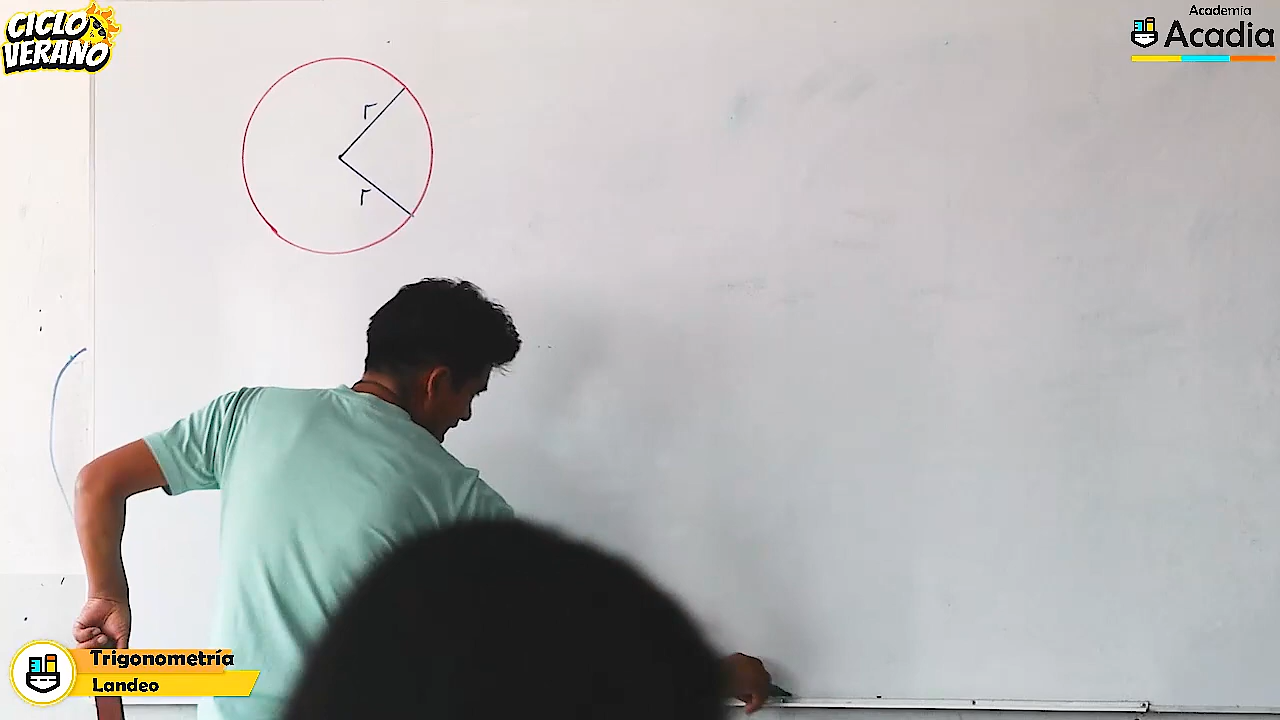 CICLO
VERANO
Academia
Acadia
r
r
Trigonometría
Landeo